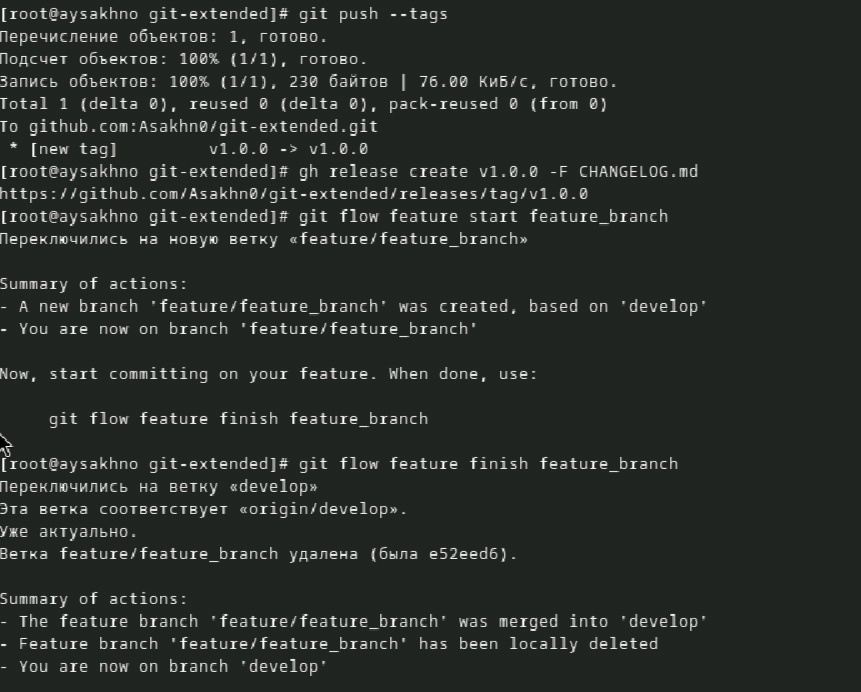 [root@aysakhno git-extended]# git push --tags
Перечисление объектов: 1, готово.
Подсчет объектов: 100% (1/1), готово.
Запись объектов: 100% (1/1), 230 байтов | 76.00 КиБ/с, готово.
Total 1 (delta 0), reused 0 (delta 0), pack-reused 0 (from 0)
To github.com:Asakhn0/git-extended.git
 * [new tag]         v1.0.0 -> v1.0.0
[root@aysakhno git-extended]# gh release create v1.0.0 -F CHANGELOG.md
https://github.com/Asakhn0/git-extended/releases/tag/v1.0.0
[root@aysakhno git-extended]# git flow feature start feature_branch
Переключились на новую ветку «feature/feature_branch»

Summary of actions:
- A new branch 'feature/feature_branch' was created, based on 'develop'
- You are now on branch 'feature/feature_branch'

Now, start committing on your feature. When done, use:

     git flow feature finish feature_branch

[root@aysakhno git-extended]# git flow feature finish feature_branch
Переключились на ветку «develop»
Эта ветка соответствует «origin/develop».
Уже актуально.
Ветка feature/feature_branch удалена (была e52eed6).

Summary of actions:
- The feature branch 'feature/feature_branch' was merged into 'develop'
- Feature branch 'feature/feature_branch' has been locally deleted
- You are now on branch 'develop'